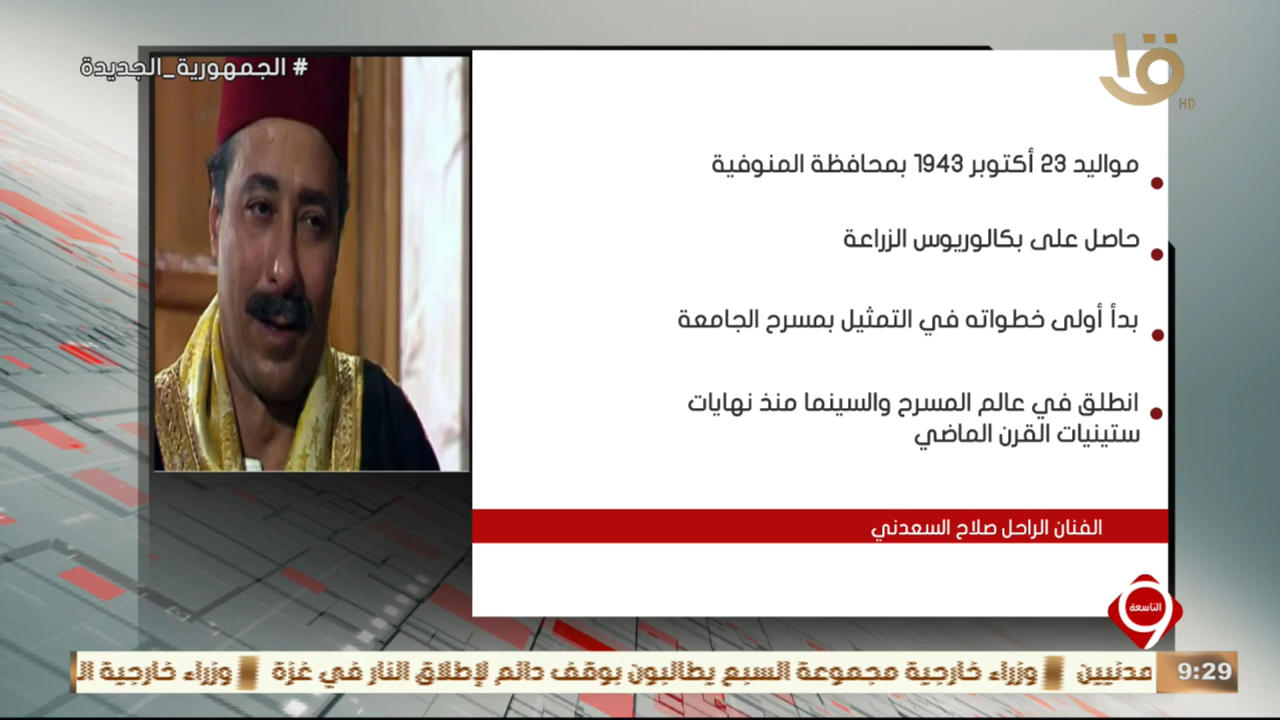 # الجمهورية_الجديدة
HD
مواليد 23 أكتوبر 1943 بمحافظة المنوفية
حاصل على بكالوريوس الزراعة
بدأ أولى خطواته في التمثيل بمسرح الجامعة
انطلق في عالم المسرح والسينما منذ نهايات
ستينيات القرن الماضي
الفنان الراحل صلاح السعدني
التاسعة
9
9:29
مدنيين وزراء خارجية مجموعة السبع يطالبون بوقف دائم لإطلاق النار في غزة وزراء خارجية ال